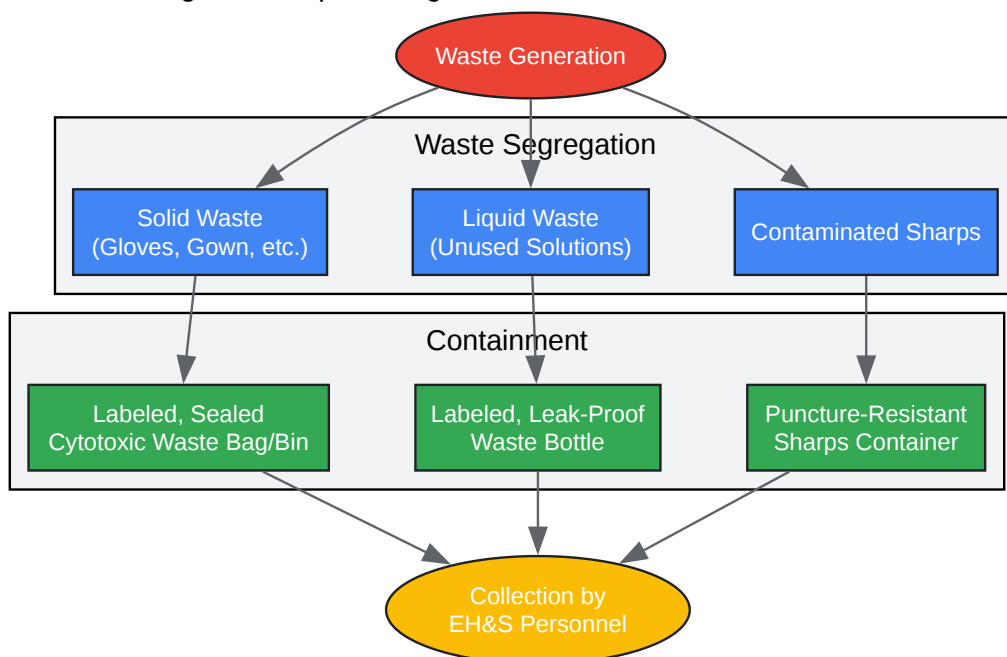 Waste Generation
Waste Segregation
Solid Waste
(Gloves, Gown, etc.)
Liquid Waste
(Unused Solutions)
Contaminated Sharps
Containment
Labeled, Sealed
Cytotoxic Waste Bag/Bin
Labeled, Leak-Proof
Waste Bottle
Puncture-Resistant
Sharps Container
Collection by
EH&S Personnel